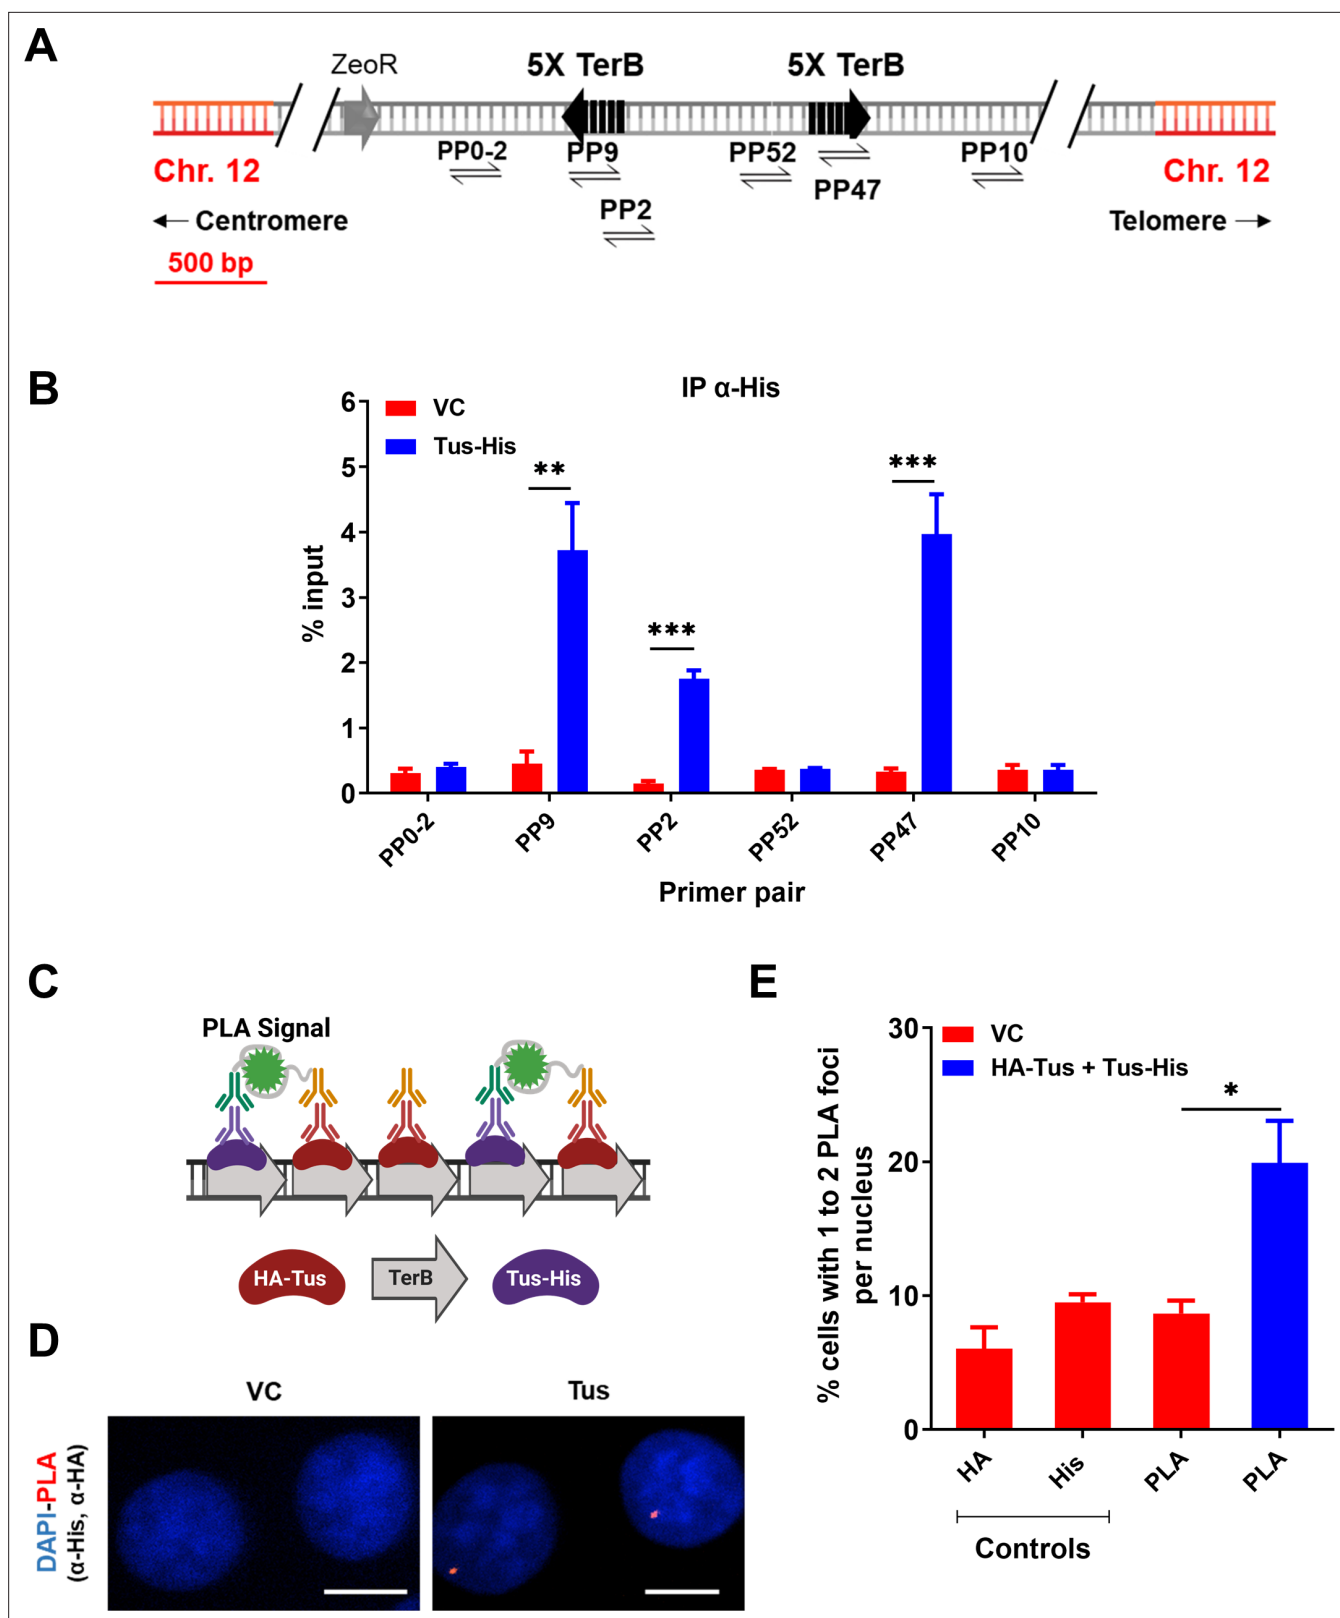 A
ZeoR
5X TerB
5X TerB
PP0-2
PP9
PP52
PP10
Chr. 12
PP47
Chr. 12
PP2
← Centromere
Telomere →
500 bp
B
IP α-His
VC
Tus-His
6
5
4
3
2
1
0
% input
**
***
***
PP0-2
PP9
PP2
PP52
PP47
PP10
Primer pair
C
PLA Signal
HA-Tus
TerB
Tus-His
D
VC
Tus
DAPI-PLA
(α-His, α-HA)
E
VC
HA-Tus + Tus-His
30
20
10
0
% cells with 1 to 2 PLA foci
per nucleus
*
HA
His
PLA
PLA
Controls